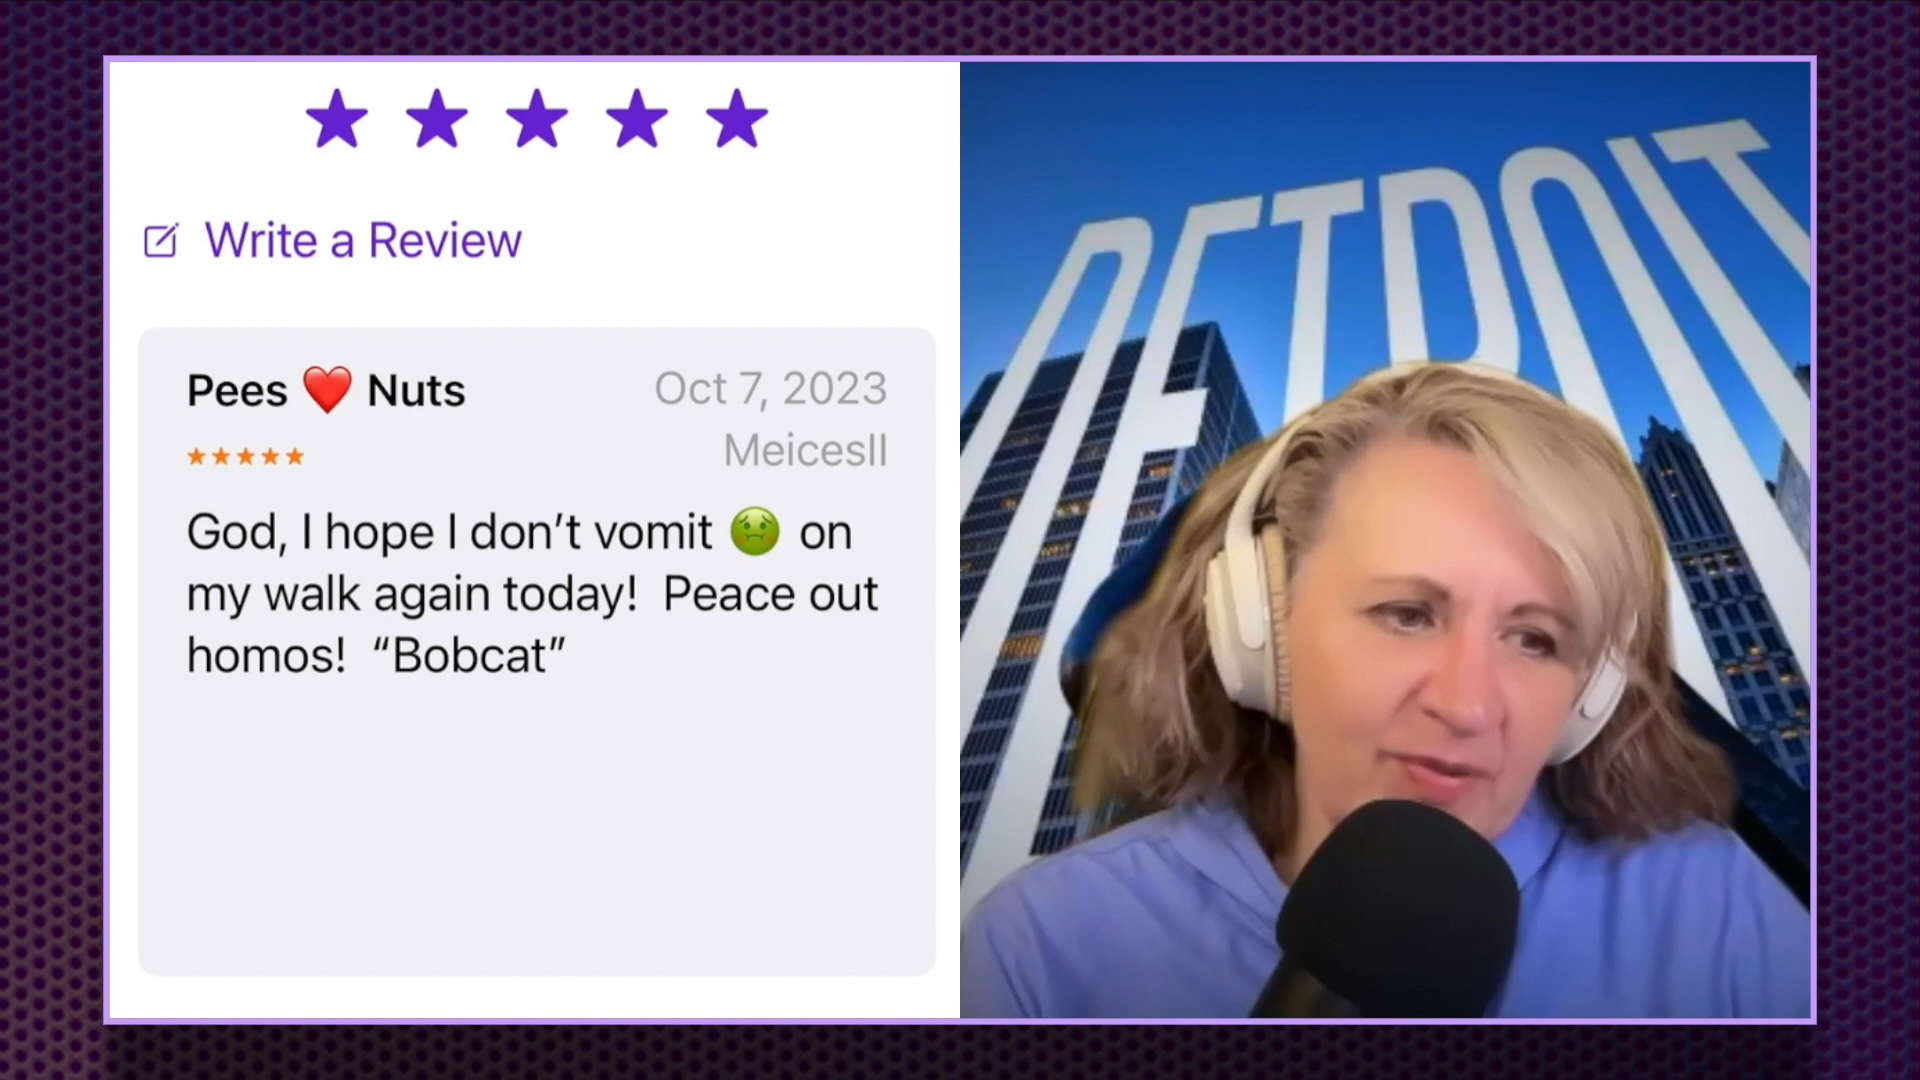 Write a Review
Pees ❤️ Nuts
Oct 7, 2023
MeicesII
God, I hope I don’t vomit 🤢 on
my walk again today!  Peace out
homos!  “Bobcat”
DETROIT